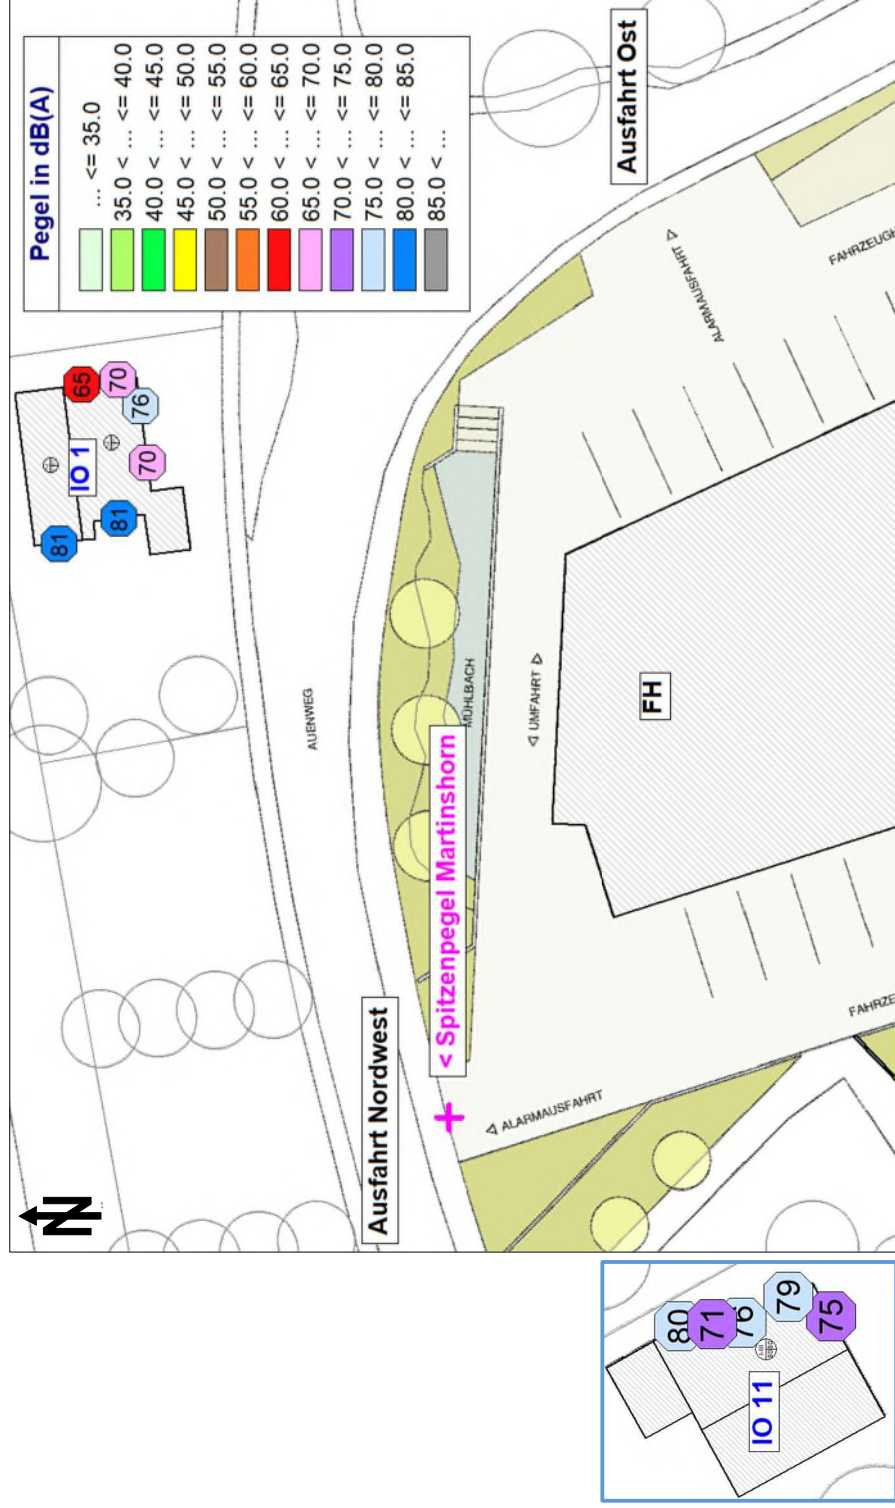 Pegel in dB(A)
... <= 35.0
35.0 < ... <= 40.0
40.0 < ... <= 45.0
45.0 < ... <= 50.0
50.0 < ... <= 55.0
55.0 < ... <= 60.0
60.0 < ... <= 65.0
65.0 < ... <= 70.0
70.0 < ... <= 75.0
75.0 < ... <= 80.0
80.0 < ... <= 85.0
85.0 < ...
N
IO 1
81
81
70
76
70
65
AUENWEG
Ausfahrt Nordwest
Ausfahrt Ost
< Spitzenpegel Martinshorn
MÜHLBACH
UMFAHRT
FH
ALARMAUSFAHRT
ALARMAUSFAHRT
FAHRZE
FAHRZEUGH
IO 11
80
71
76
79
75